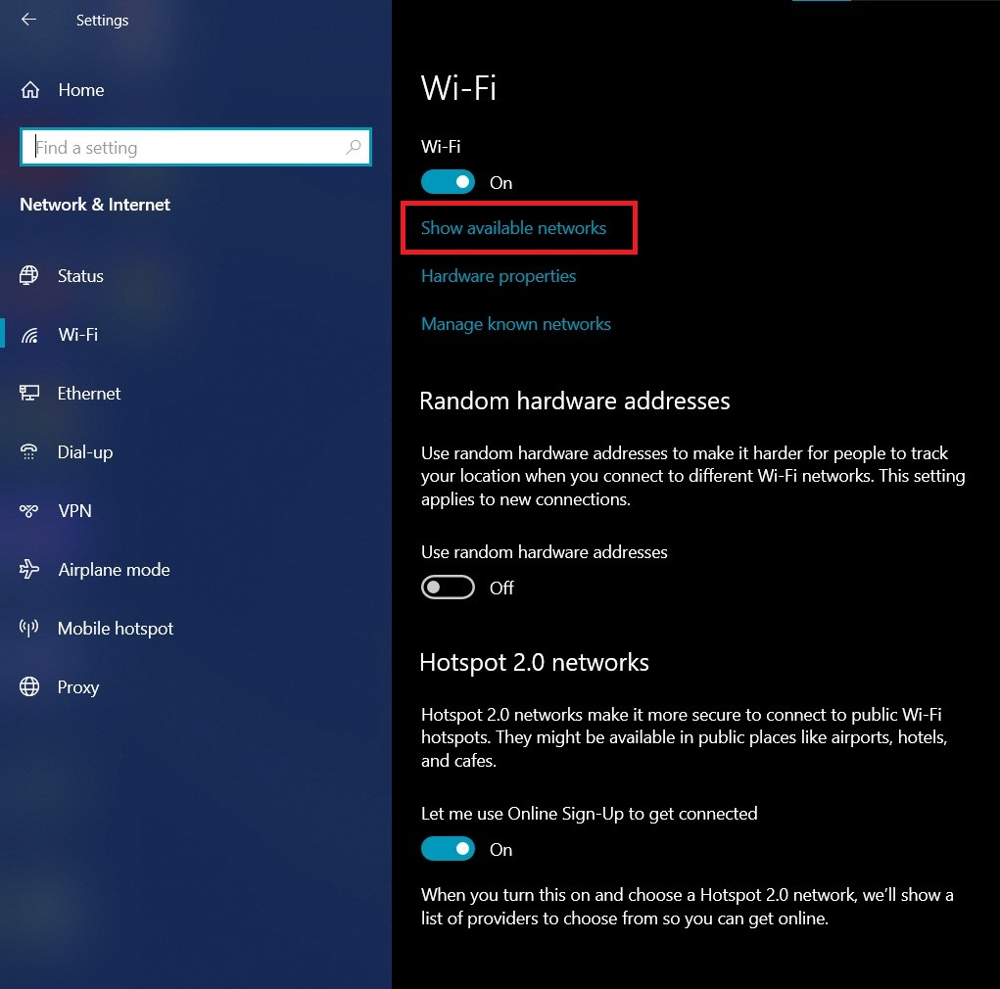 Settings
Home
Find a setting
Network & Internet
Status
Wi-Fi
Ethernet
Dial-up
VPN
Airplane mode
Mobile hotspot
Proxy
Wi-Fi
Wi-Fi
On
Show available networks
Hardware properties
Manage known networks
Random hardware addresses
Use random hardware addresses to make it harder for people to track
your location when you connect to different Wi-Fi networks. This setting
applies to new connections.
Use random hardware addresses
Off
Hotspot 2.0 networks
Hotspot 2.0 networks make it more secure to connect to public Wi-Fi
hotspots. They might be available in public places like airports, hotels,
and cafes.
Let me use Online Sign-Up to get connected
On
When you turn this on and choose a Hotspot 2.0 network, we'll show a
list of providers to choose from so you can get online.